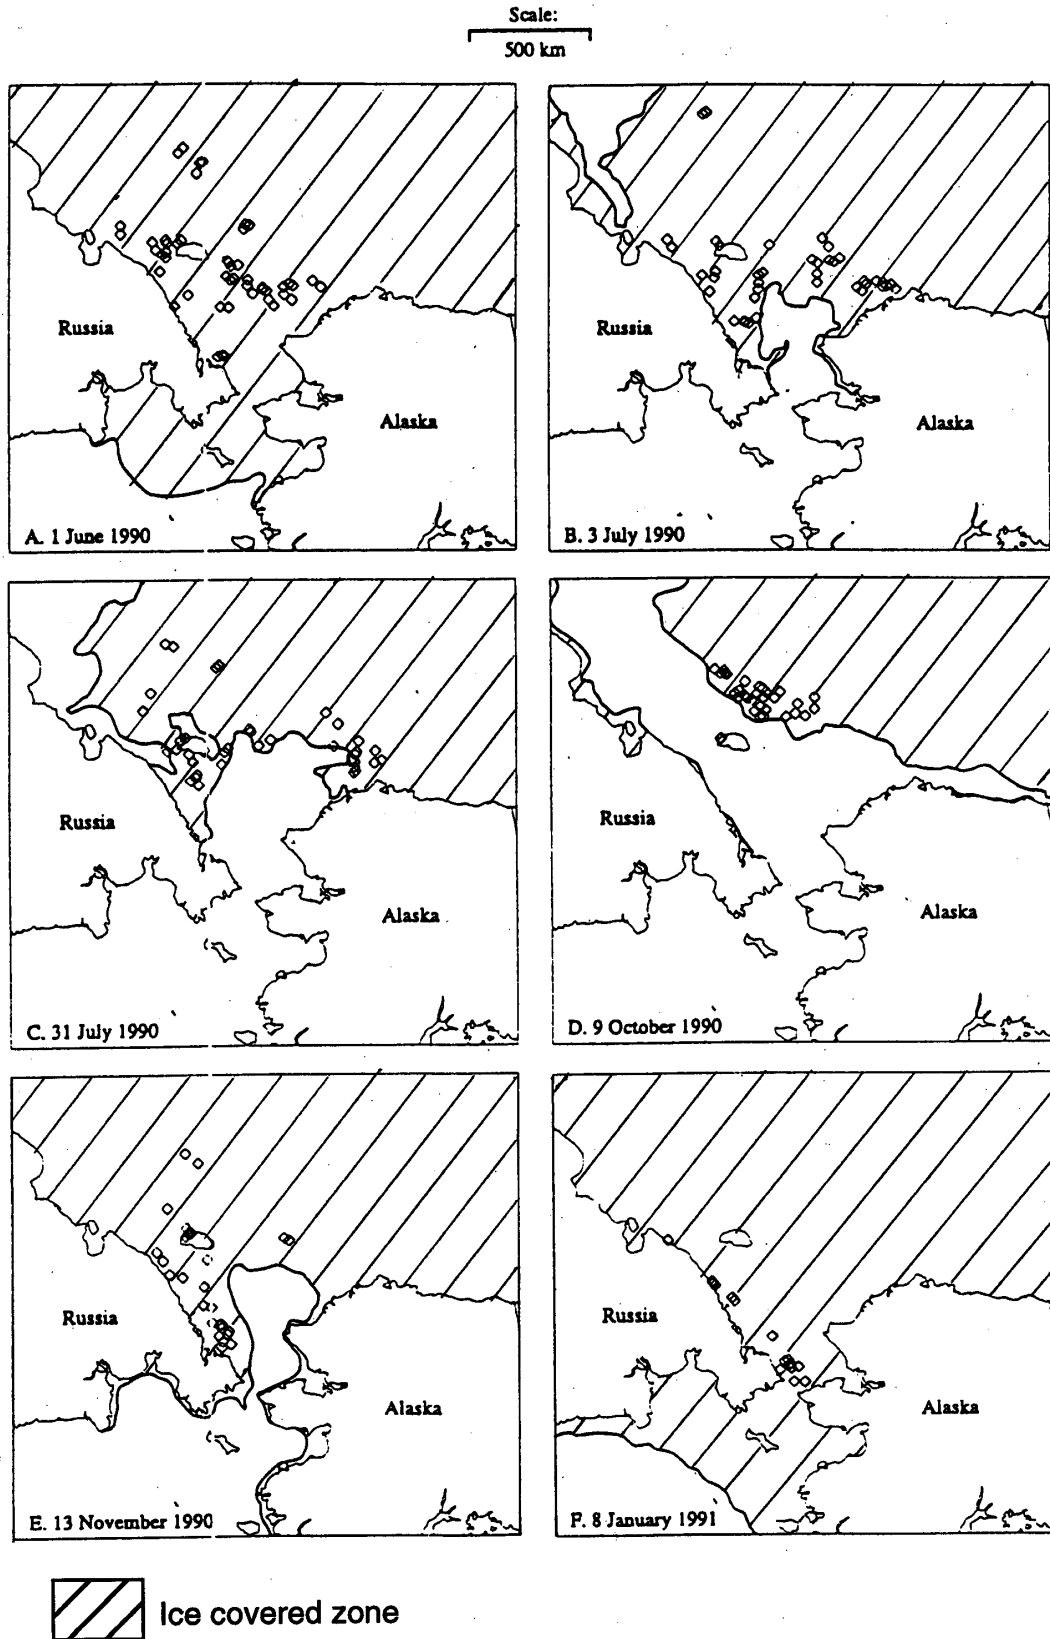 Scale:
500 km
Russia
Alaska
A. 1 June 1990
Russia
Alaska
B. 3 July 1990
Russia
Alaska
C. 31 July 1990
Russia
Alaska
D. 9 October 1990
Russia
Alaska
E. 13 November 1990
Russia
Alaska
F. 8 January 1991
Ice covered zone